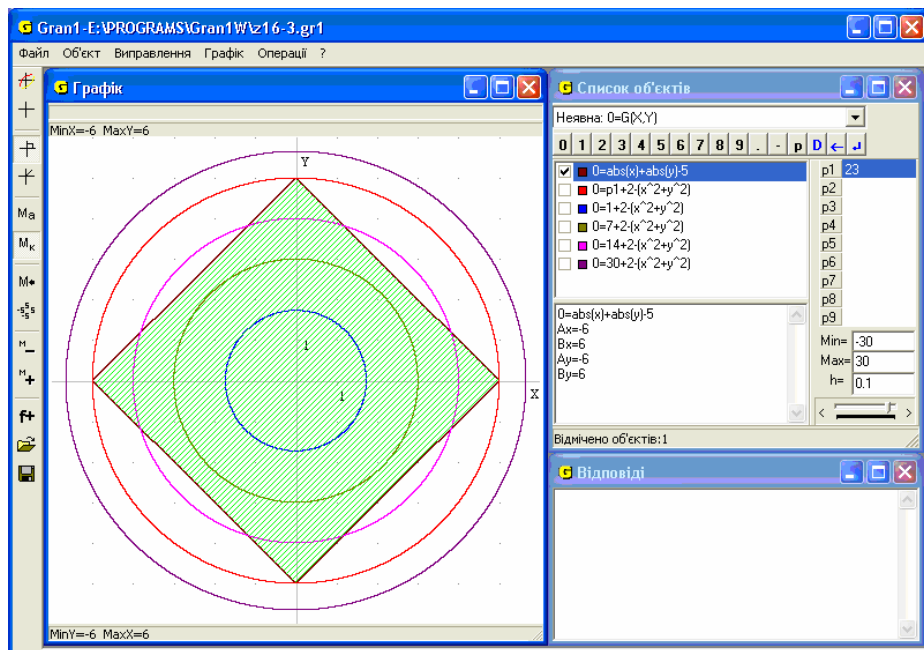 Gran1-E:\PROGRAMS\Gran1W\z16-3.gr1
Файл Об'єкт Виправлення Графік Операції ?
Графік
MinX=-6 MaxY=6
Y
1
1
X
MinY=-6 MaxX=6
Ма
Мк
М+
-5 5 5
М –
М +
f+
Список об'єктів
Неявна: 0=G(X,Y)
0 1 2 3 4 5 6 7 8 9 . - p D ← ↲
0=abs(x)+abs(y)-5
0=p1+2-(x^2+y^2)
0=1+2-(x^2+y^2)
0=7+2-(x^2+y^2)
0=14+2-(x^2+y^2)
0=30+2-(x^2+y^2)
p1 23
p2
p3
p4
p5
p6
p7
p8
p9
0=abs(x)+abs(y)-5
Ax=-6
Bx=6
Ay=-6
By=6
Min= -30
Max= 30
h= 0.1
< >
Відмічено об'єктів:1
Відповіді